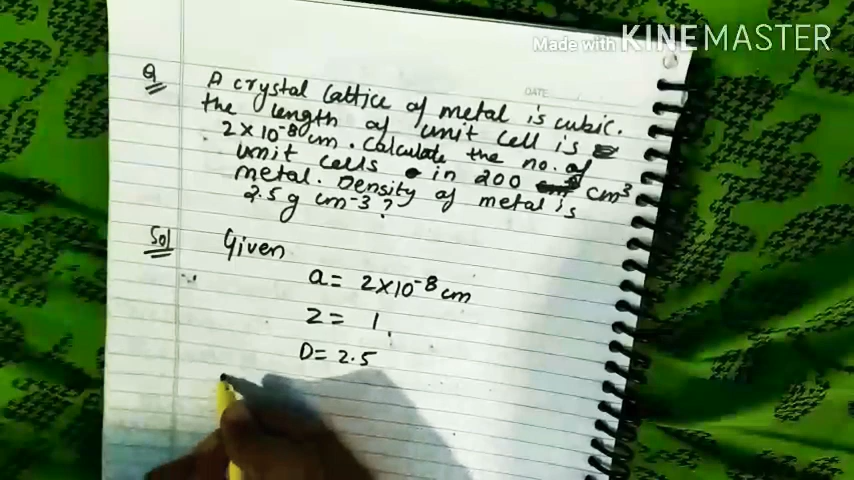 Made with KINEMASTER
DATE
Q A crystal lattice of metal is cubic.
the length of unit cell is
2×10⁻⁸ cm. Calculate the no. of
unit cells in 200 cm³
metal. Density of metal is
2.5 g cm⁻³?
Sol Given
a = 2×10⁻⁸ cm
Z = 1.
D = 2.5